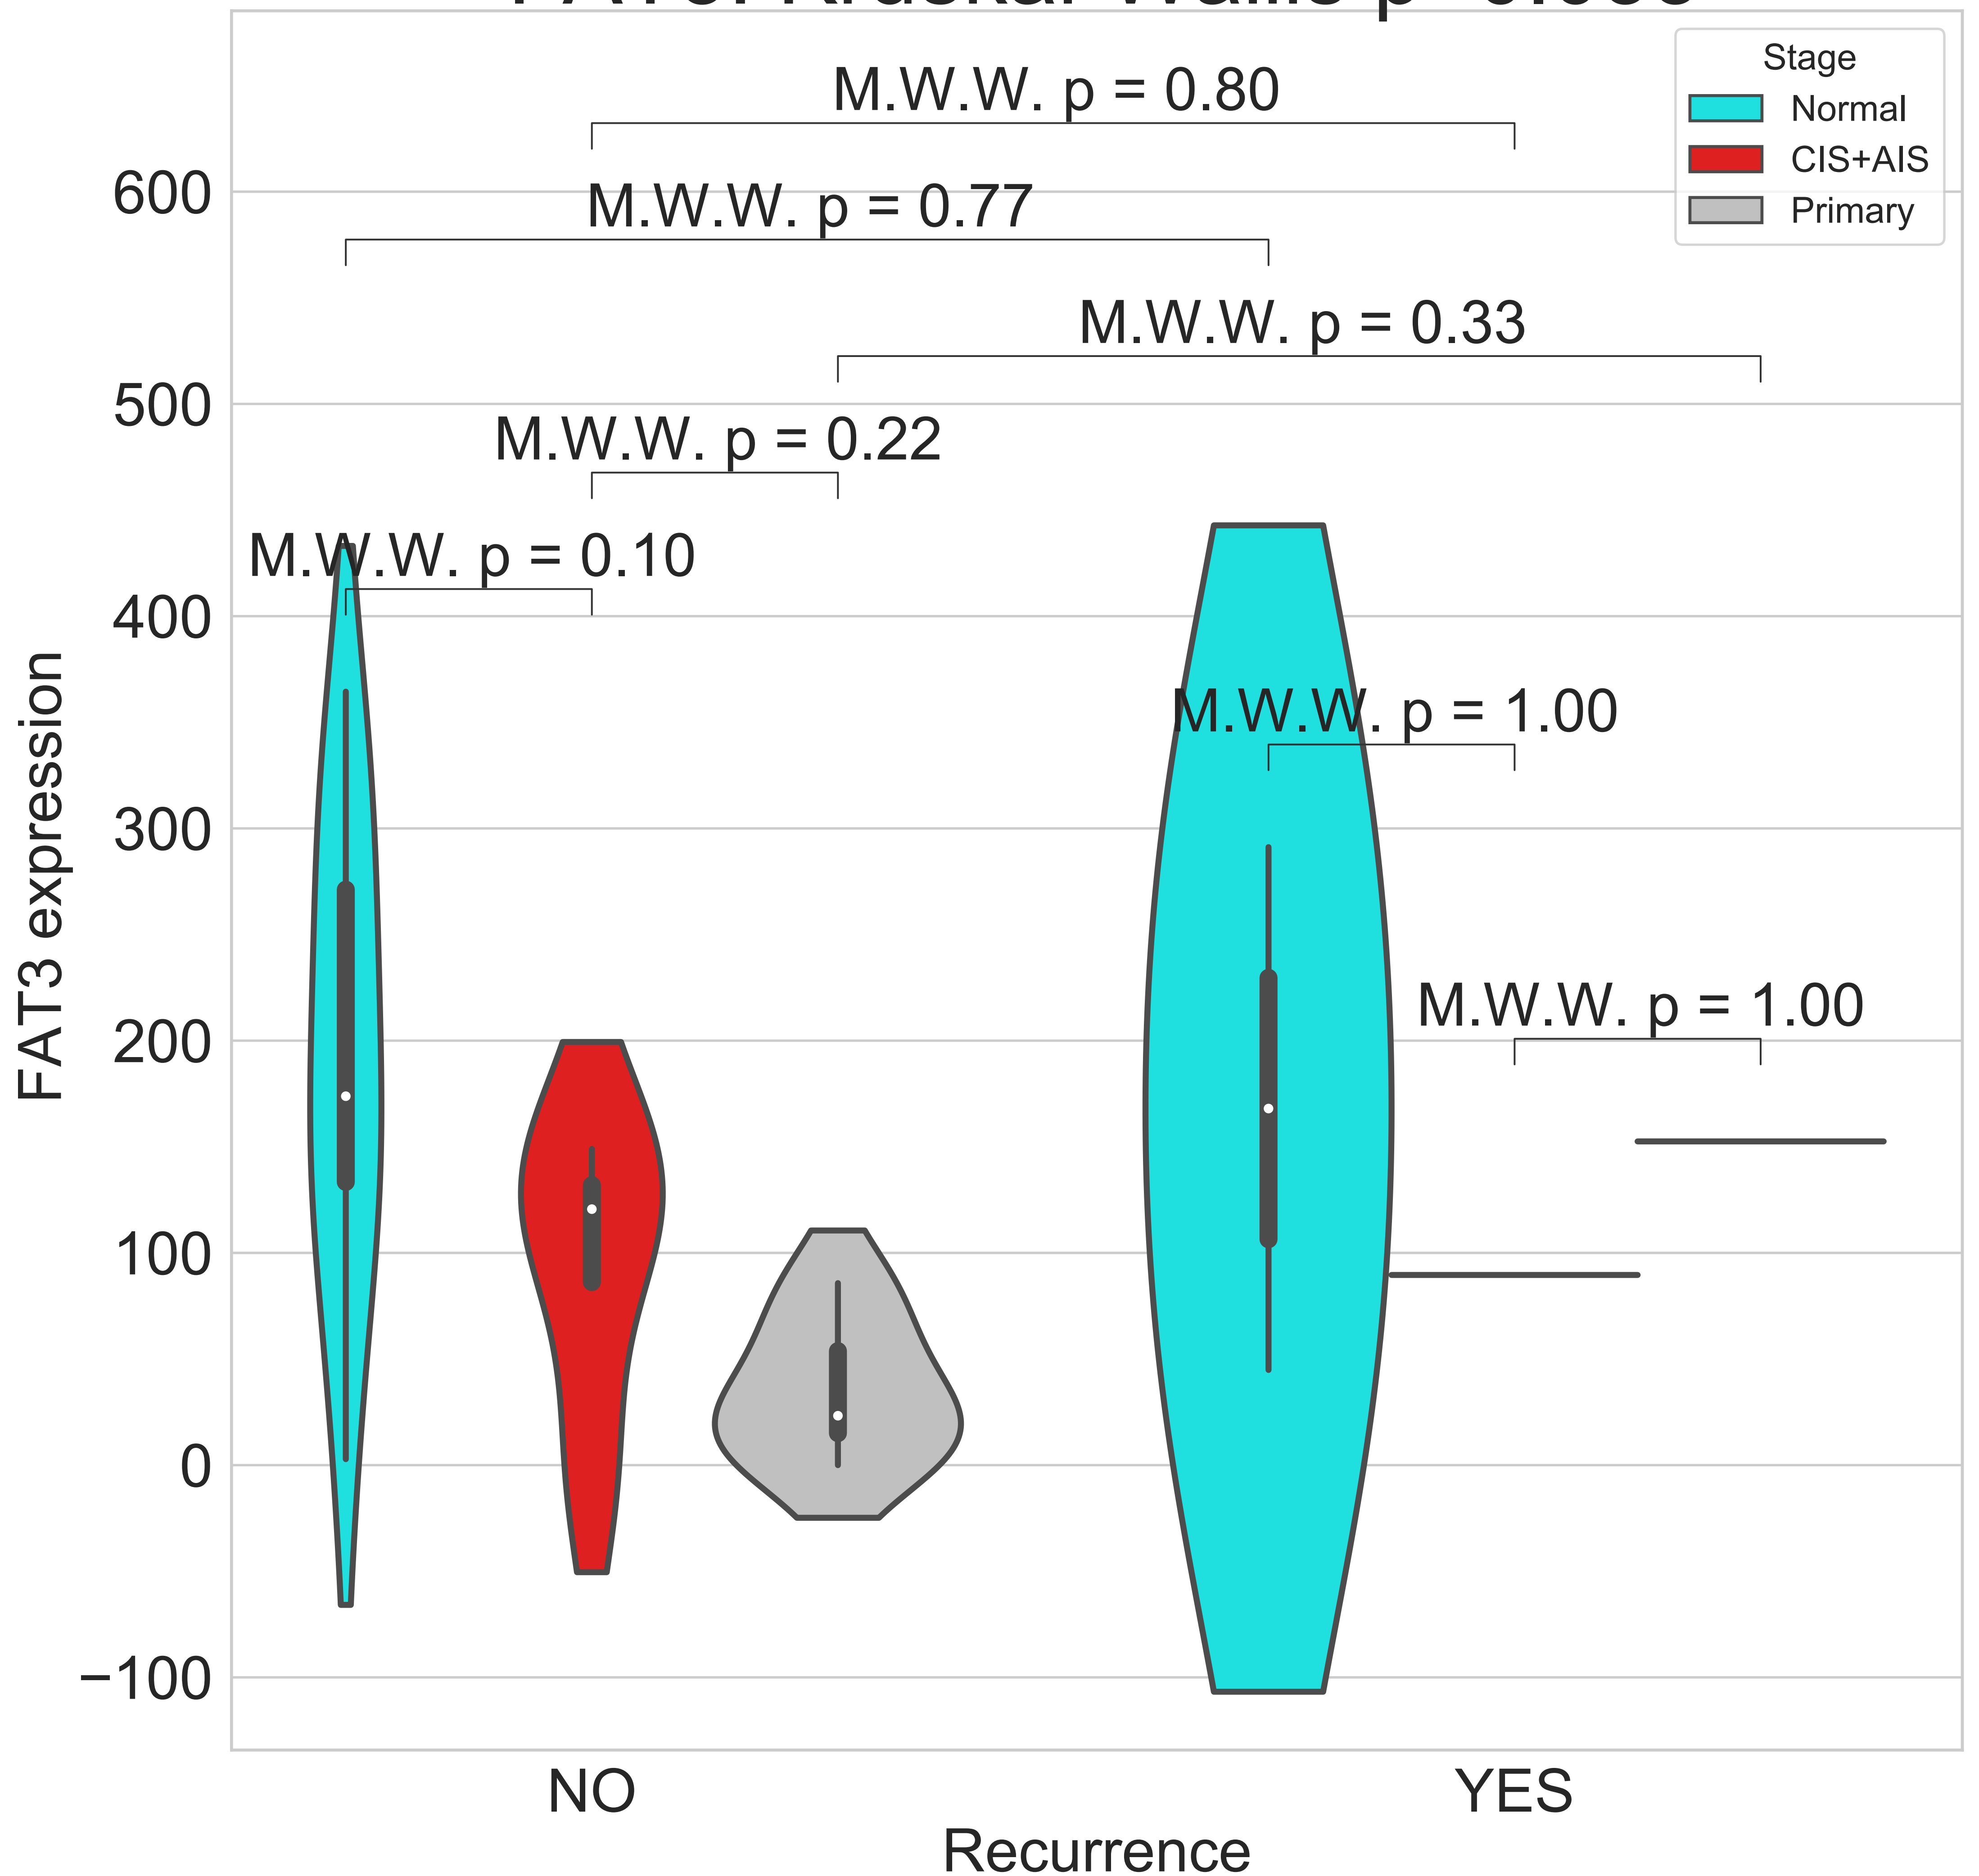 Stage
Normal
CIS+AIS
Primary
M.W.W. p = 0.80
M.W.W. p = 0.77
M.W.W. p = 0.33
M.W.W. p = 0.22
M.W.W. p = 0.10
M.W.W. p = 1.00
M.W.W. p = 1.00
FAT3 expression
600
500
400
300
200
100
0
−100
NO
YES
Recurrence